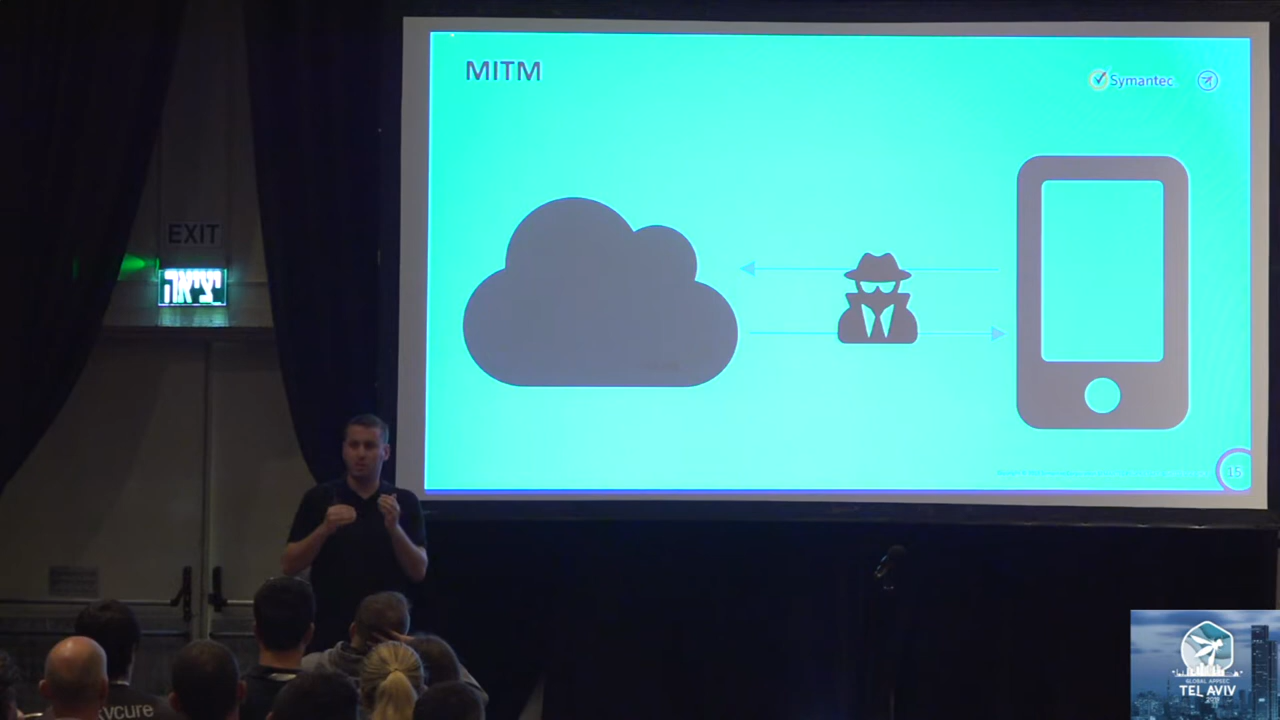 MITM
Symantec
EXIT
יציאה
15
GLOBAL APPSEC
TEL AVIV